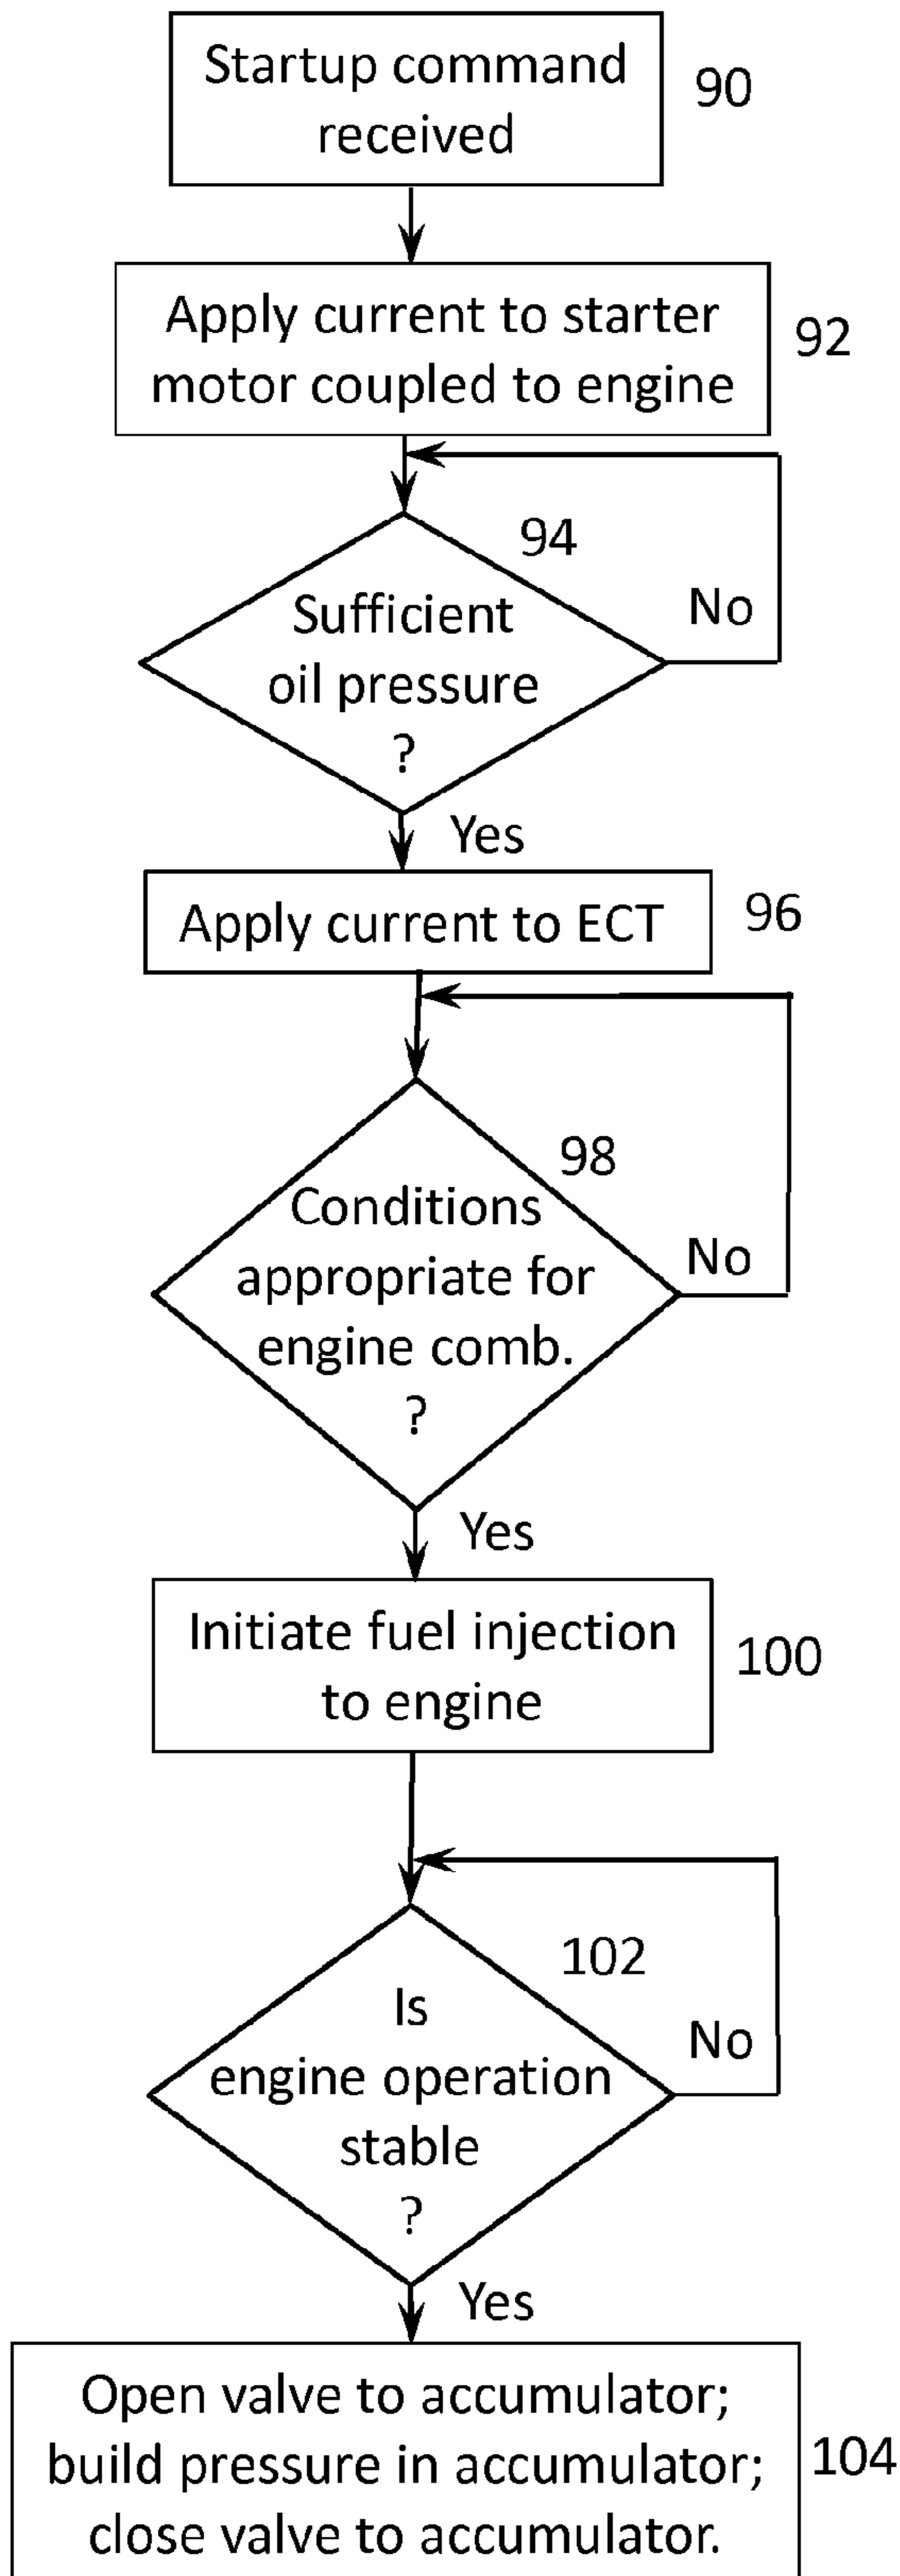 Startup command
received
90
Apply current to starter
motor coupled to engine
92
94
Sufficient
oil pressure
?
No
Yes
Apply current to ECT
96
98
Conditions
appropriate for
engine comb.
?
No
Yes
Initiate fuel injection
to engine
100
102
Is
engine operation
stable
?
No
Yes
Open valve to accumulator;
build pressure in accumulator;
close valve to accumulator.
104